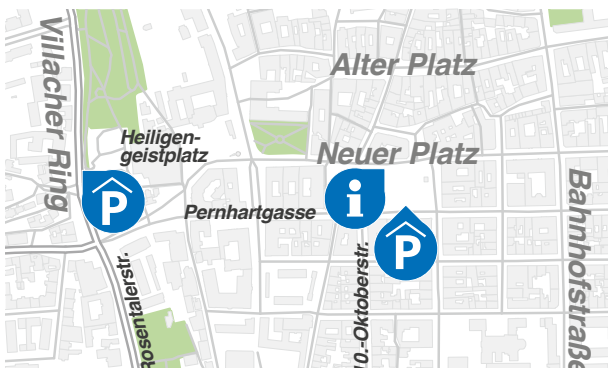 Villacher Ring
Alter Platz
Heiligen-
geistplatz
Neuer Platz
Bahnhofstraße
P
i
Pernhartgasse
P
Rosentalerstr.
10.-Oktoberstr.